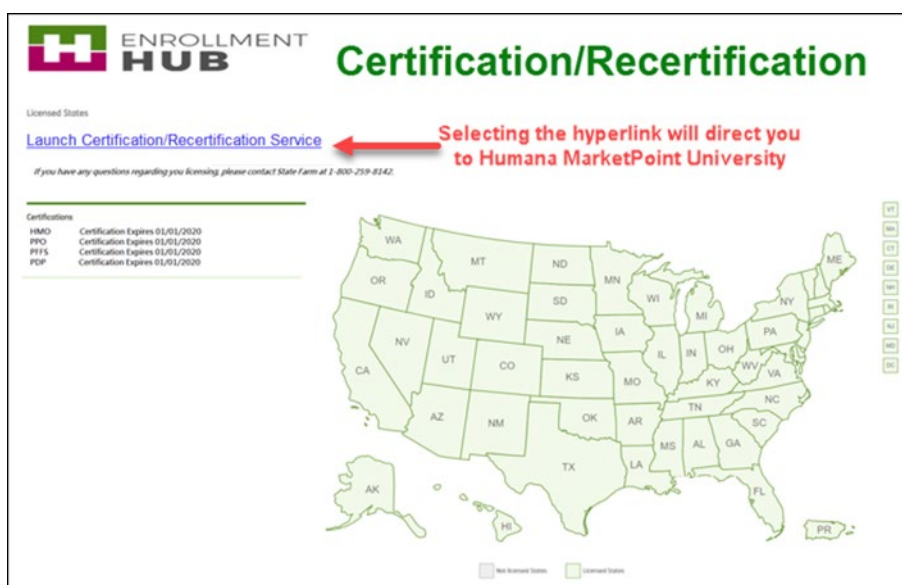 ENROLLMENT
HUB
Certification/Recertification
Licensed States
Launch Certification/Recertification Service
Selecting the hyperlink will direct you
to Humana MarketPoint University
If you have any questions regarding you licensing, please contact State Farm at 1-800-259-8142.
Certifications
HMO Certification Expires 01/01/2020
PPO Certification Expires 01/01/2020
PFFS Certification Expires 01/01/2020
PDP Certification Expires 01/01/2020
VT
MA
CT
DE
NH
RI
NJ
MD
DC
WA
MT
ND
MN
ME
OR
ID
SD
WI
MI
NY
WY
IA
PA
NE
NV
UT
CO
IL
IN
OH
WV
VA
CA
KS
MO
KY
NC
TN
AZ
NM
OK
AR
SC
MS
AL
GA
TX
LA
FL
AK
HI
PR
Not licensed States
Licensed States